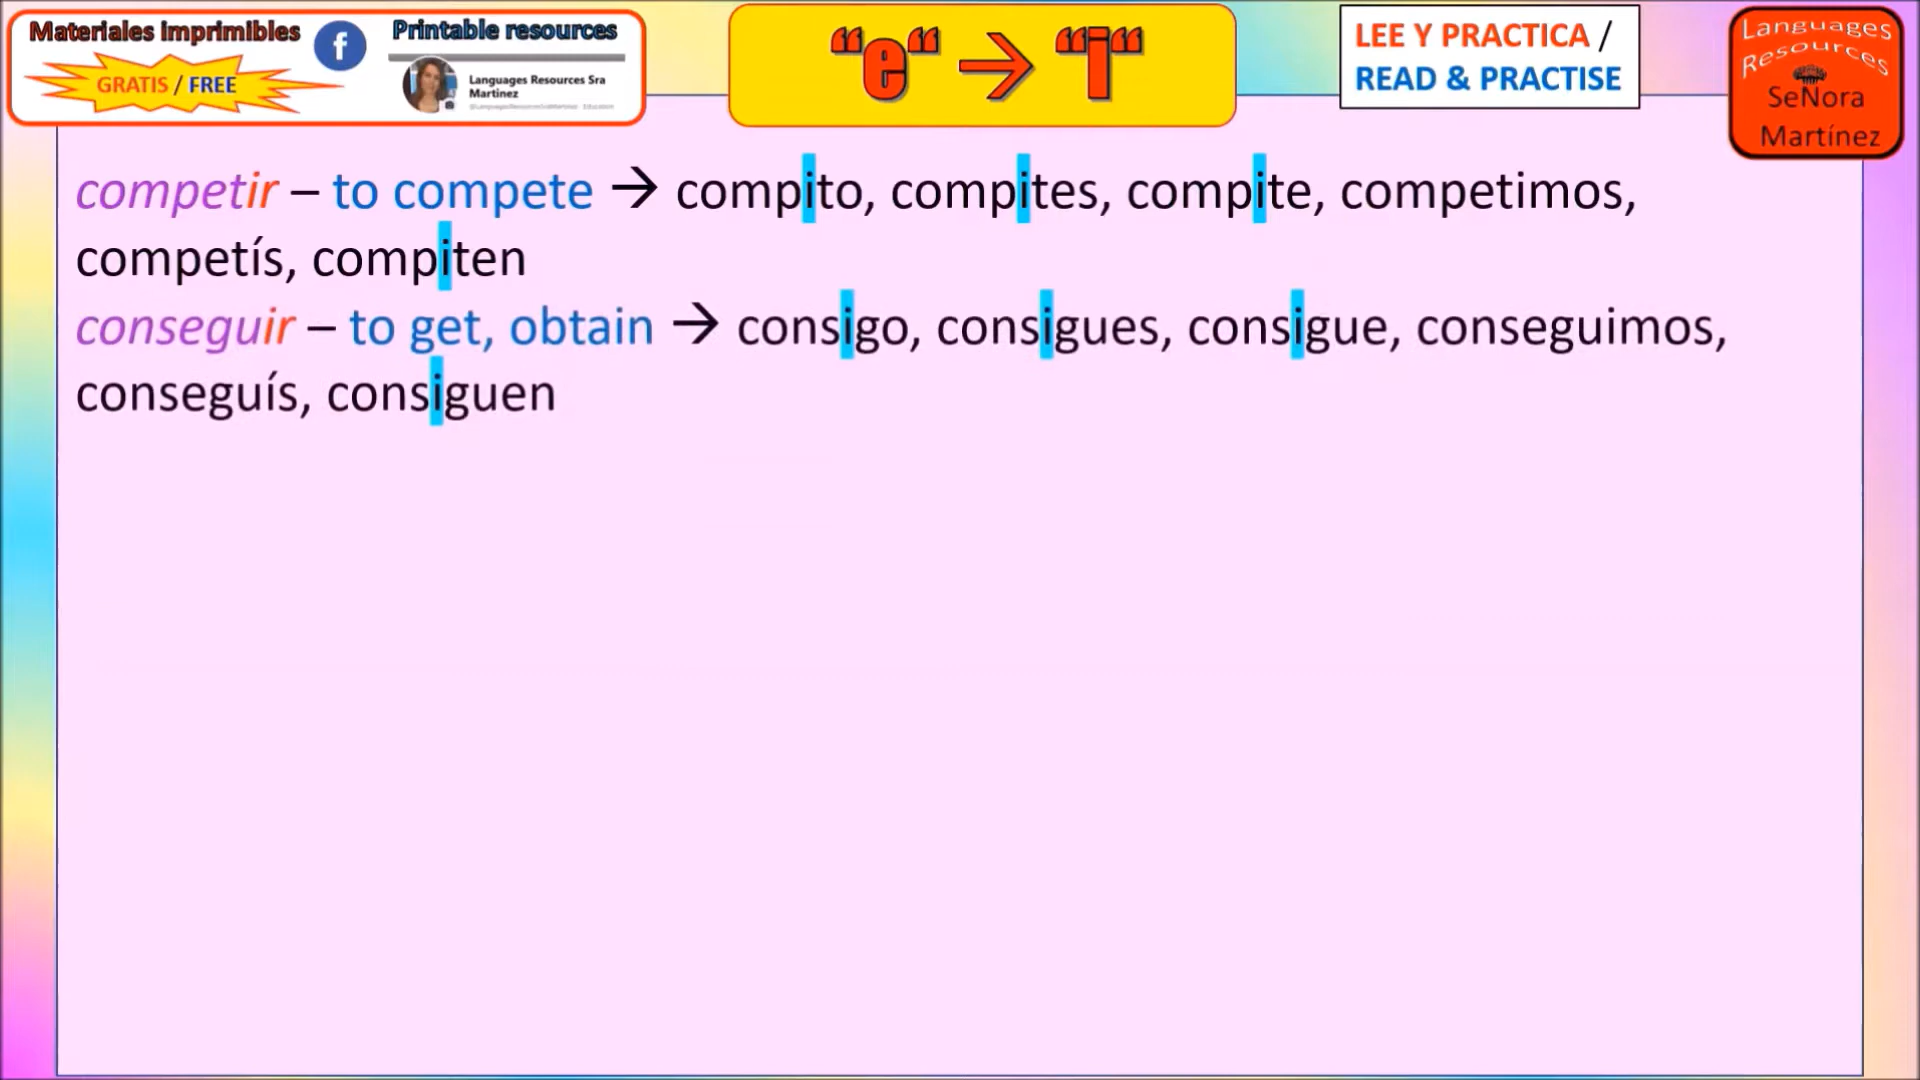 Materiales imprimibles
GRATIS / FREE
f
Printable resources
Languages Resources Sra
Martinez
“e“ → “i“
LEE Y PRACTICA /
READ & PRACTISE
Languages
Resources
SeNora
Martínez
competir – to compete → compito, compites, compite, competimos,
competís, compiten
conseguir – to get, obtain → consigo, consigues, consigue, conseguimos,
conseguís, consiguen